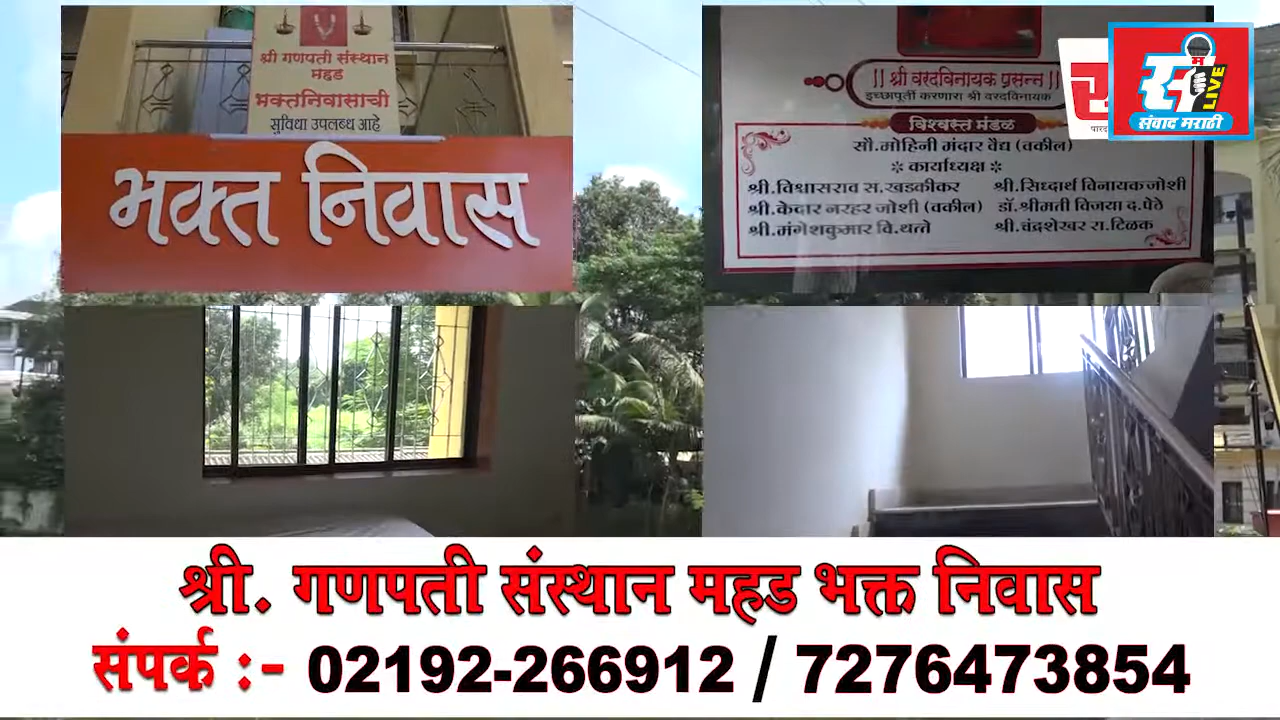 श्री गणपती संस्थान
महड
भक्तनिवासाची
सुविधा उपलब्ध आहे
भक्त निवास
|| श्री वरदविनायक प्रसन्न ||
इच्छापूर्ती करणारा श्री वरदविनायक
विश्वस्त मंडळ
सौ.मोहिनी मंदार वैद्य (वकील)
* कार्याध्यक्ष *
श्री.विश्वासराव स.खडकीकर श्री.सिध्दार्थ विनायक जोशी
श्री.केदार नरहर जोशी (वकील) डॉ.श्रीमती विजया द.पेठे
श्री.मंगेशकुमार वि.थत्ते श्री.चंद्रशेखर रा.टिळक
सम
LIVE
संवाद मराठी
श्री. गणपती संस्थान महड भक्त निवास
संपर्क :- 02192-266912 / 7276473854